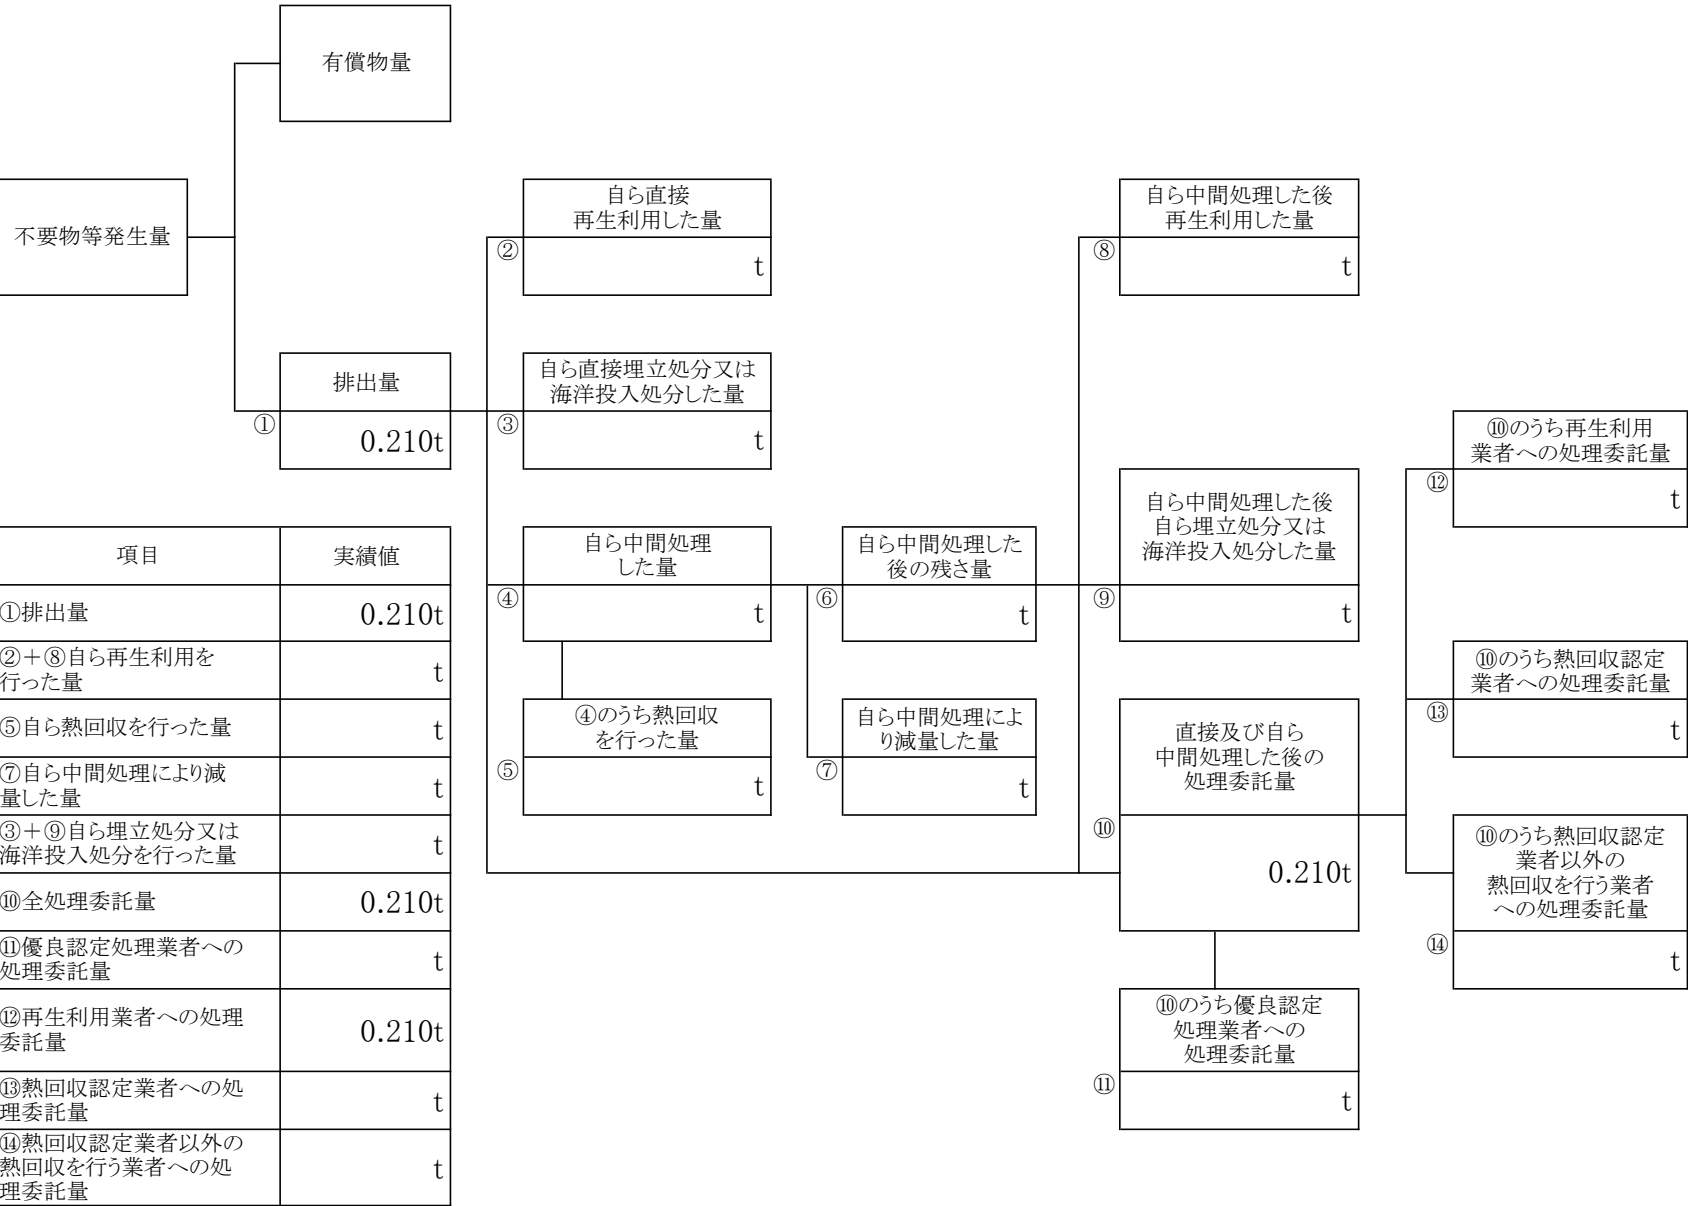 有償物量
不要物等発生量
排出量
①
0.210t
自ら直接
再生利用した量
②
t
自ら直接埋立処分又は
海洋投入処分した量
③
t
自ら中間処理
した量
④
t
④のうち熱回収
を行った量
⑤
t
自ら中間処理した
後の残さ量
⑥
t
自ら中間処理によ
り減量した量
⑦
t
自ら中間処理した後
再生利用した量
⑧
t
自ら中間処理した後
自ら埋立処分又は
海洋投入処分した量
⑨
t
直接及び自ら
中間処理した後の
処理委託量
⑩
0.210t
⑩のうち優良認定
処理業者への
処理委託量
⑪
t
⑩のうち再生利用
業者への処理委託量
⑫
t
⑩のうち熱回収認定
業者への処理委託量
⑬
t
⑩のうち熱回収認定
業者以外の
熱回収を行う業者
への処理委託量
⑭
t
項目 実績値
①排出量 0.210t
②+⑧自ら再生利用を
行った量 t
⑤自ら熱回収を行った量 t
⑦自ら中間処理により減
量した量 t
③+⑨自ら埋立処分又は
海洋投入処分を行った量 t
⑩全処理委託量 0.210t
⑪優良認定処理業者への
処理委託量 t
⑫再生利用業者への処理
委託量 0.210t
⑬熱回収認定業者への処
理委託量 t
⑭熱回収認定業者以外の
熱回収を行う業者への処
理委託量 t